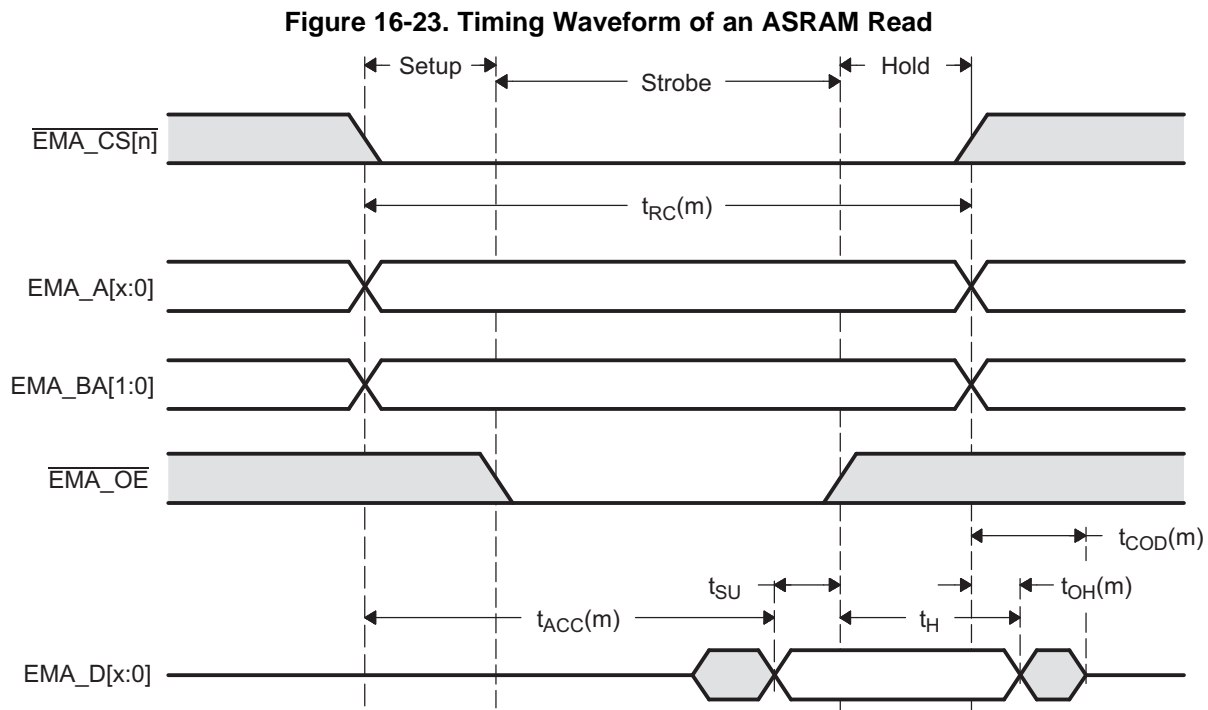 Figure 16-23. Timing Waveform of an ASRAM Read
Setup
Strobe
Hold
EMA_CS[n]
tRC(m)
EMA_A[x:0]
EMA_BA[1:0]
EMA_OE
tCOD(m)
tSU
tOH(m)
tACC(m)
tH
EMA_D[x:0]